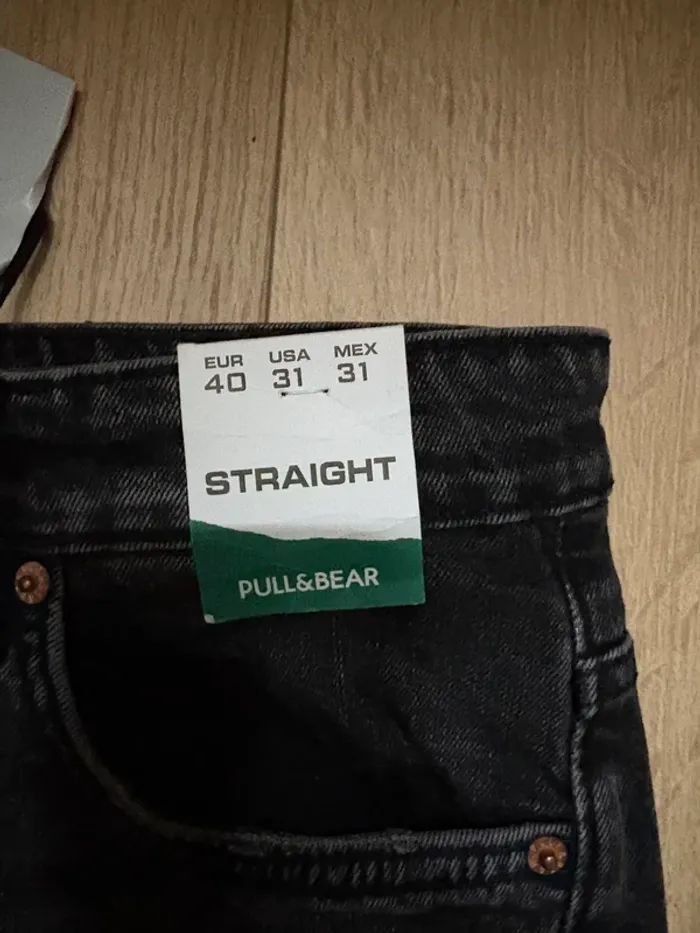 EUR USA MEX
40 31 31
STRAIGHT
PULL&BEAR